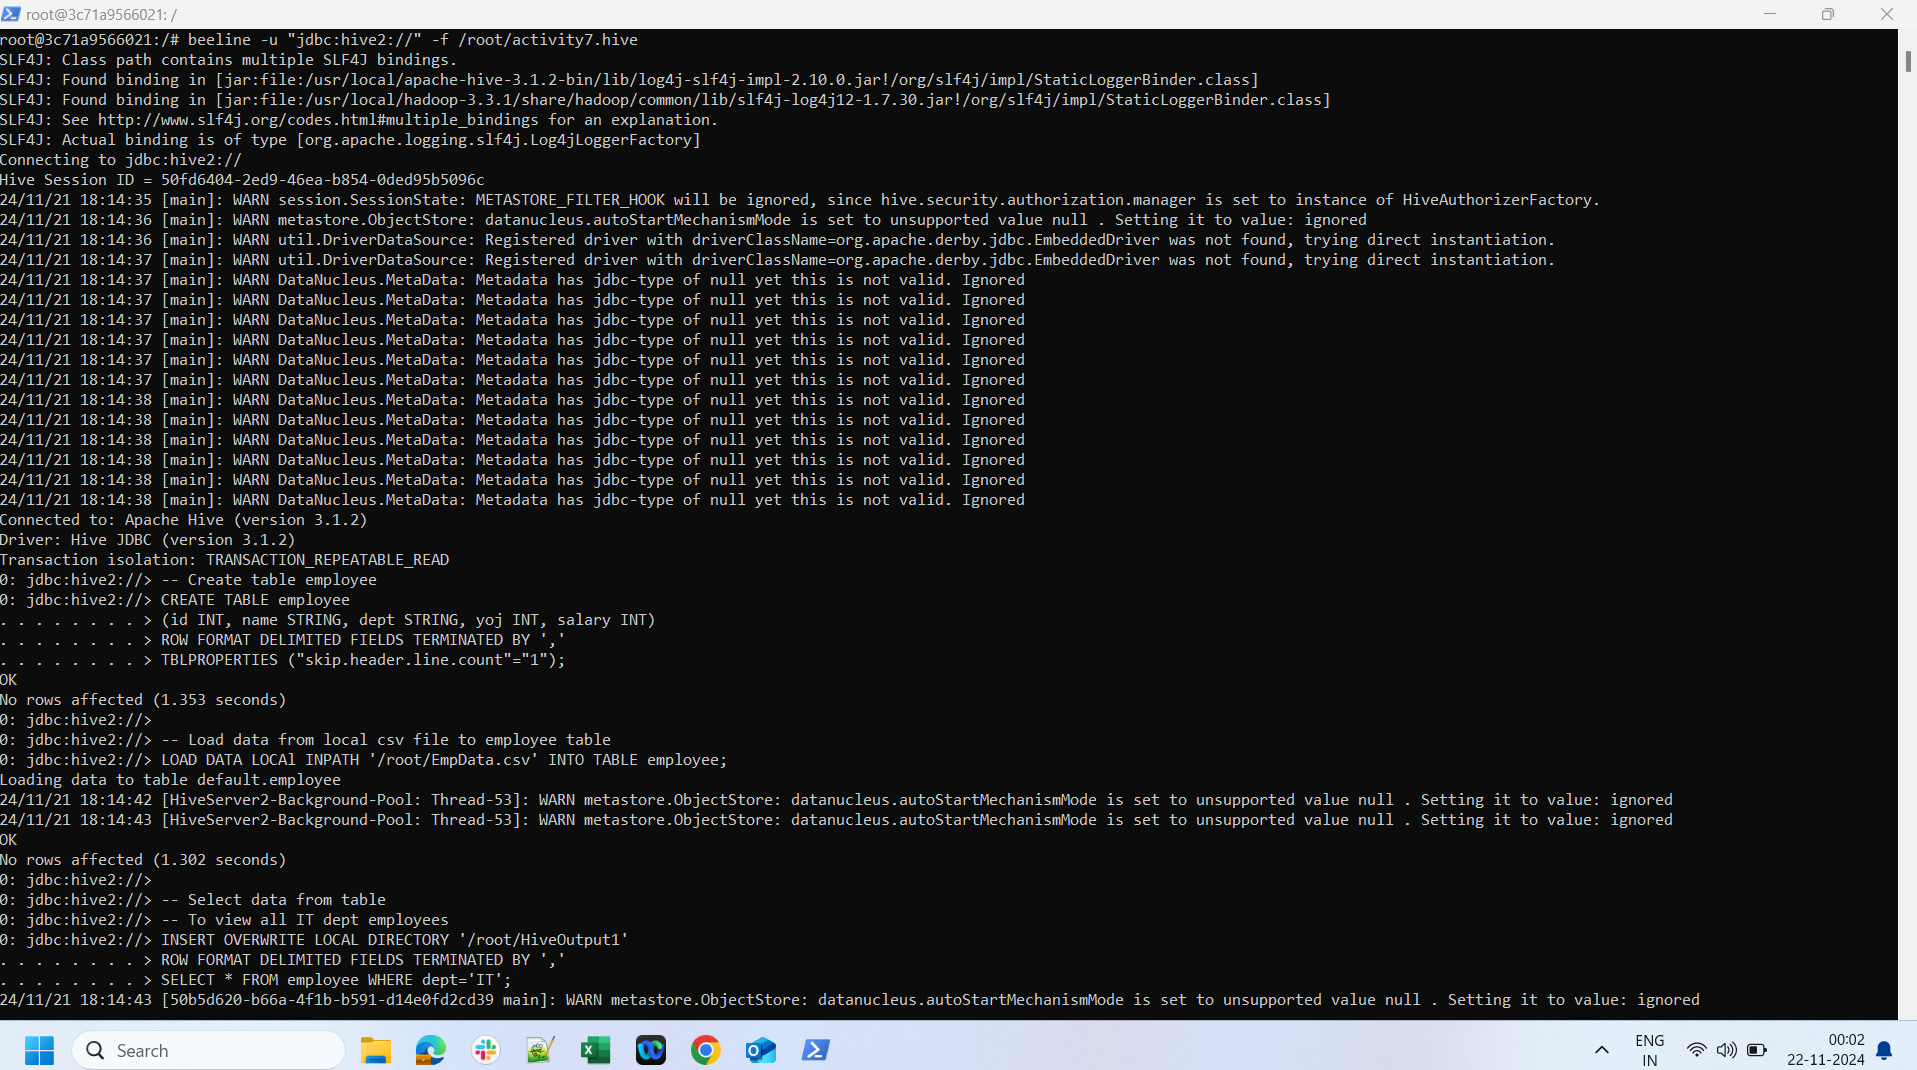 root@3c71a9566021: /
root@3c71a9566021:/# beeline -u "jdbc:hive2://" -f /root/activity7.hive
SLF4J: Class path contains multiple SLF4J bindings.
SLF4J: Found binding in [jar:file:/usr/local/apache-hive-3.1.2-bin/lib/log4j-slf4j-impl-2.10.0.jar!/org/slf4j/impl/StaticLoggerBinder.class]
SLF4J: Found binding in [jar:file:/usr/local/hadoop-3.3.1/share/hadoop/common/lib/slf4j-log4j12-1.7.30.jar!/org/slf4j/impl/StaticLoggerBinder.class]
SLF4J: See http://www.slf4j.org/codes.html#multiple_bindings for an explanation.
SLF4J: Actual binding is of type [org.apache.logging.slf4j.Log4jLoggerFactory]
Connecting to jdbc:hive2://
Hive Session ID = 50fd6404-2ed9-46ea-b854-0ded95b5096c
24/11/21 18:14:35 [main]: WARN session.SessionState: METASTORE_FILTER_HOOK will be ignored, since hive.security.authorization.manager is set to instance of HiveAuthorizerFactory.
24/11/21 18:14:36 [main]: WARN metastore.ObjectStore: datanucleus.autoStartMechanismMode is set to unsupported value null . Setting it to value: ignored
24/11/21 18:14:36 [main]: WARN util.DriverDataSource: Registered driver with driverClassName=org.apache.derby.jdbc.EmbeddedDriver was not found, trying direct instantiation.
24/11/21 18:14:37 [main]: WARN util.DriverDataSource: Registered driver with driverClassName=org.apache.derby.jdbc.EmbeddedDriver was not found, trying direct instantiation.
24/11/21 18:14:37 [main]: WARN DataNucleus.MetaData: Metadata has jdbc-type of null yet this is not valid. Ignored
24/11/21 18:14:37 [main]: WARN DataNucleus.MetaData: Metadata has jdbc-type of null yet this is not valid. Ignored
24/11/21 18:14:37 [main]: WARN DataNucleus.MetaData: Metadata has jdbc-type of null yet this is not valid. Ignored
24/11/21 18:14:37 [main]: WARN DataNucleus.MetaData: Metadata has jdbc-type of null yet this is not valid. Ignored
24/11/21 18:14:37 [main]: WARN DataNucleus.MetaData: Metadata has jdbc-type of null yet this is not valid. Ignored
24/11/21 18:14:37 [main]: WARN DataNucleus.MetaData: Metadata has jdbc-type of null yet this is not valid. Ignored
24/11/21 18:14:38 [main]: WARN DataNucleus.MetaData: Metadata has jdbc-type of null yet this is not valid. Ignored
24/11/21 18:14:38 [main]: WARN DataNucleus.MetaData: Metadata has jdbc-type of null yet this is not valid. Ignored
24/11/21 18:14:38 [main]: WARN DataNucleus.MetaData: Metadata has jdbc-type of null yet this is not valid. Ignored
24/11/21 18:14:38 [main]: WARN DataNucleus.MetaData: Metadata has jdbc-type of null yet this is not valid. Ignored
24/11/21 18:14:38 [main]: WARN DataNucleus.MetaData: Metadata has jdbc-type of null yet this is not valid. Ignored
24/11/21 18:14:38 [main]: WARN DataNucleus.MetaData: Metadata has jdbc-type of null yet this is not valid. Ignored
Connected to: Apache Hive (version 3.1.2)
Driver: Hive JDBC (version 3.1.2)
Transaction isolation: TRANSACTION_REPEATABLE_READ
0: jdbc:hive2://> -- Create table employee
0: jdbc:hive2://> CREATE TABLE employee
. . . . . . . . > (id INT, name STRING, dept STRING, yoj INT, salary INT)
. . . . . . . . > ROW FORMAT DELIMITED FIELDS TERMINATED BY ','
. . . . . . . . > TBLPROPERTIES ("skip.header.line.count"="1");
OK
No rows affected (1.353 seconds)
0: jdbc:hive2://>
0: jdbc:hive2://> -- Load data from local csv file to employee table
0: jdbc:hive2://> LOAD DATA LOCAl INPATH '/root/EmpData.csv' INTO TABLE employee;
Loading data to table default.employee
24/11/21 18:14:42 [HiveServer2-Background-Pool: Thread-53]: WARN metastore.ObjectStore: datanucleus.autoStartMechanismMode is set to unsupported value null . Setting it to value: ignored
24/11/21 18:14:43 [HiveServer2-Background-Pool: Thread-53]: WARN metastore.ObjectStore: datanucleus.autoStartMechanismMode is set to unsupported value null . Setting it to value: ignored
OK
No rows affected (1.302 seconds)
0: jdbc:hive2://>
0: jdbc:hive2://> -- Select data from table
0: jdbc:hive2://> -- To view all IT dept employees
0: jdbc:hive2://> INSERT OVERWRITE LOCAL DIRECTORY '/root/HiveOutput1'
. . . . . . . . > ROW FORMAT DELIMITED FIELDS TERMINATED BY ','
. . . . . . . . > SELECT * FROM employee WHERE dept='IT';
24/11/21 18:14:43 [50b5d620-b66a-4f1b-b591-d14e0fd2cd39 main]: WARN metastore.ObjectStore: datanucleus.autoStartMechanismMode is set to unsupported value null . Setting it to value: ignored
Search
ENG
IN
00:02
22-11-2024